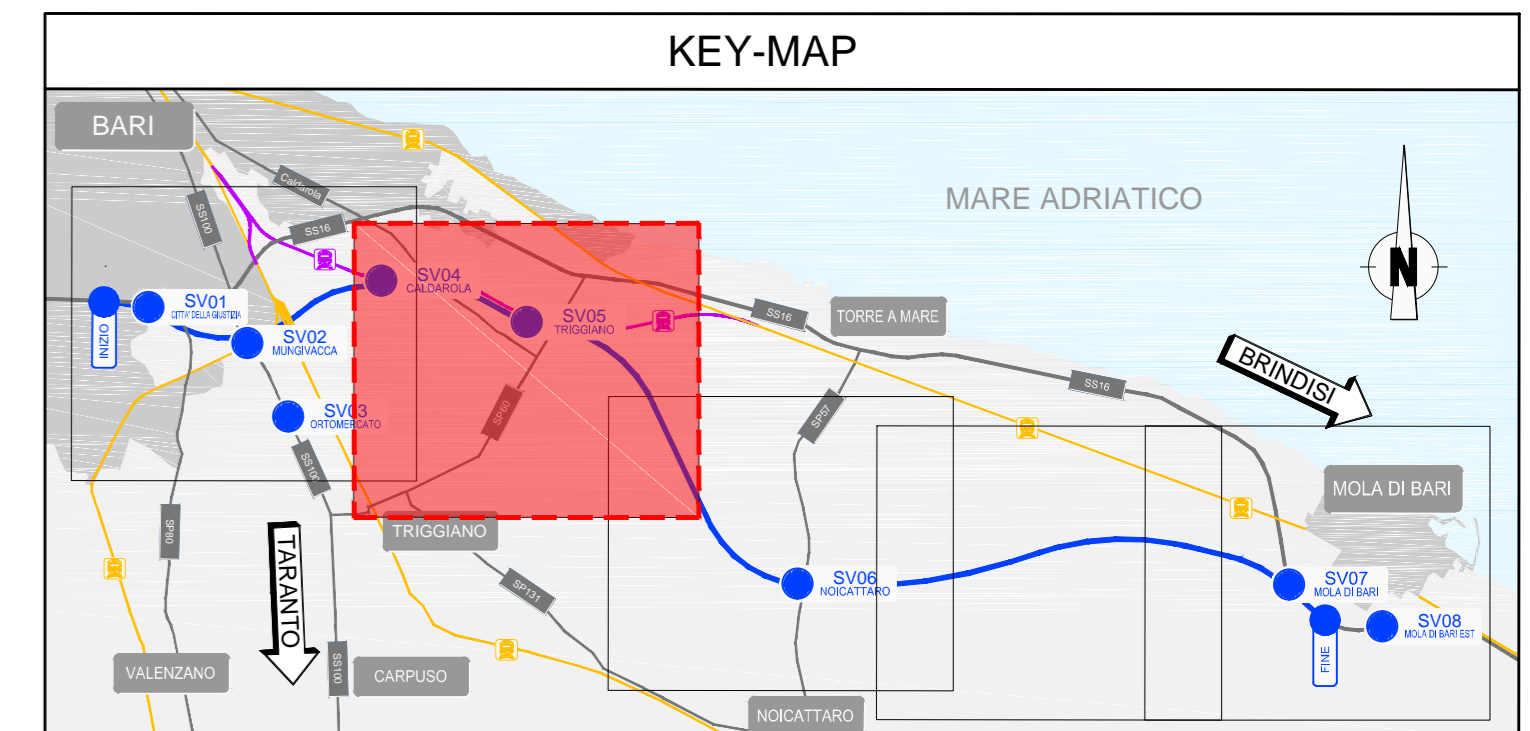 KEY-MAP
BARI
Caldarola
SS100
SS16
MARE ADRIATICO
N
SV01
CITTA' DELLA GIUSTIZIA
INIZIO
SV02
MUNGIVACCA
SV03
ORTOMERCATO
SV04
CALDAROLA
SV05
TRIGGIANO
SS16
TORRE A MARE
SS16
BRINDISI
SP60
SP57
SS100
SP80
TARANTO
TRIGGIANO
SP131
MOLA DI BARI
SV06
NOICATTARO
SV07
MOLA DI BARI
SV08
MOLA DI BARI EST
FINE
VALENZANO
SS100
CARPUSO
NOICATTARO